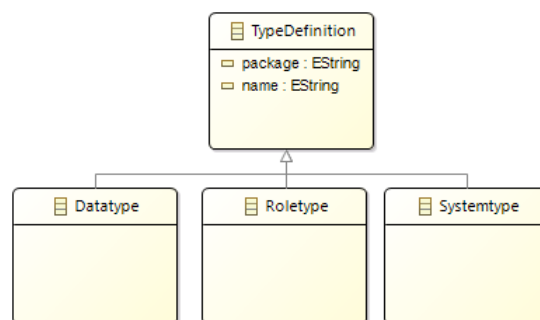 TypeDefinition
package : EString
name : EString
Datatype
Roletype
Systemtype